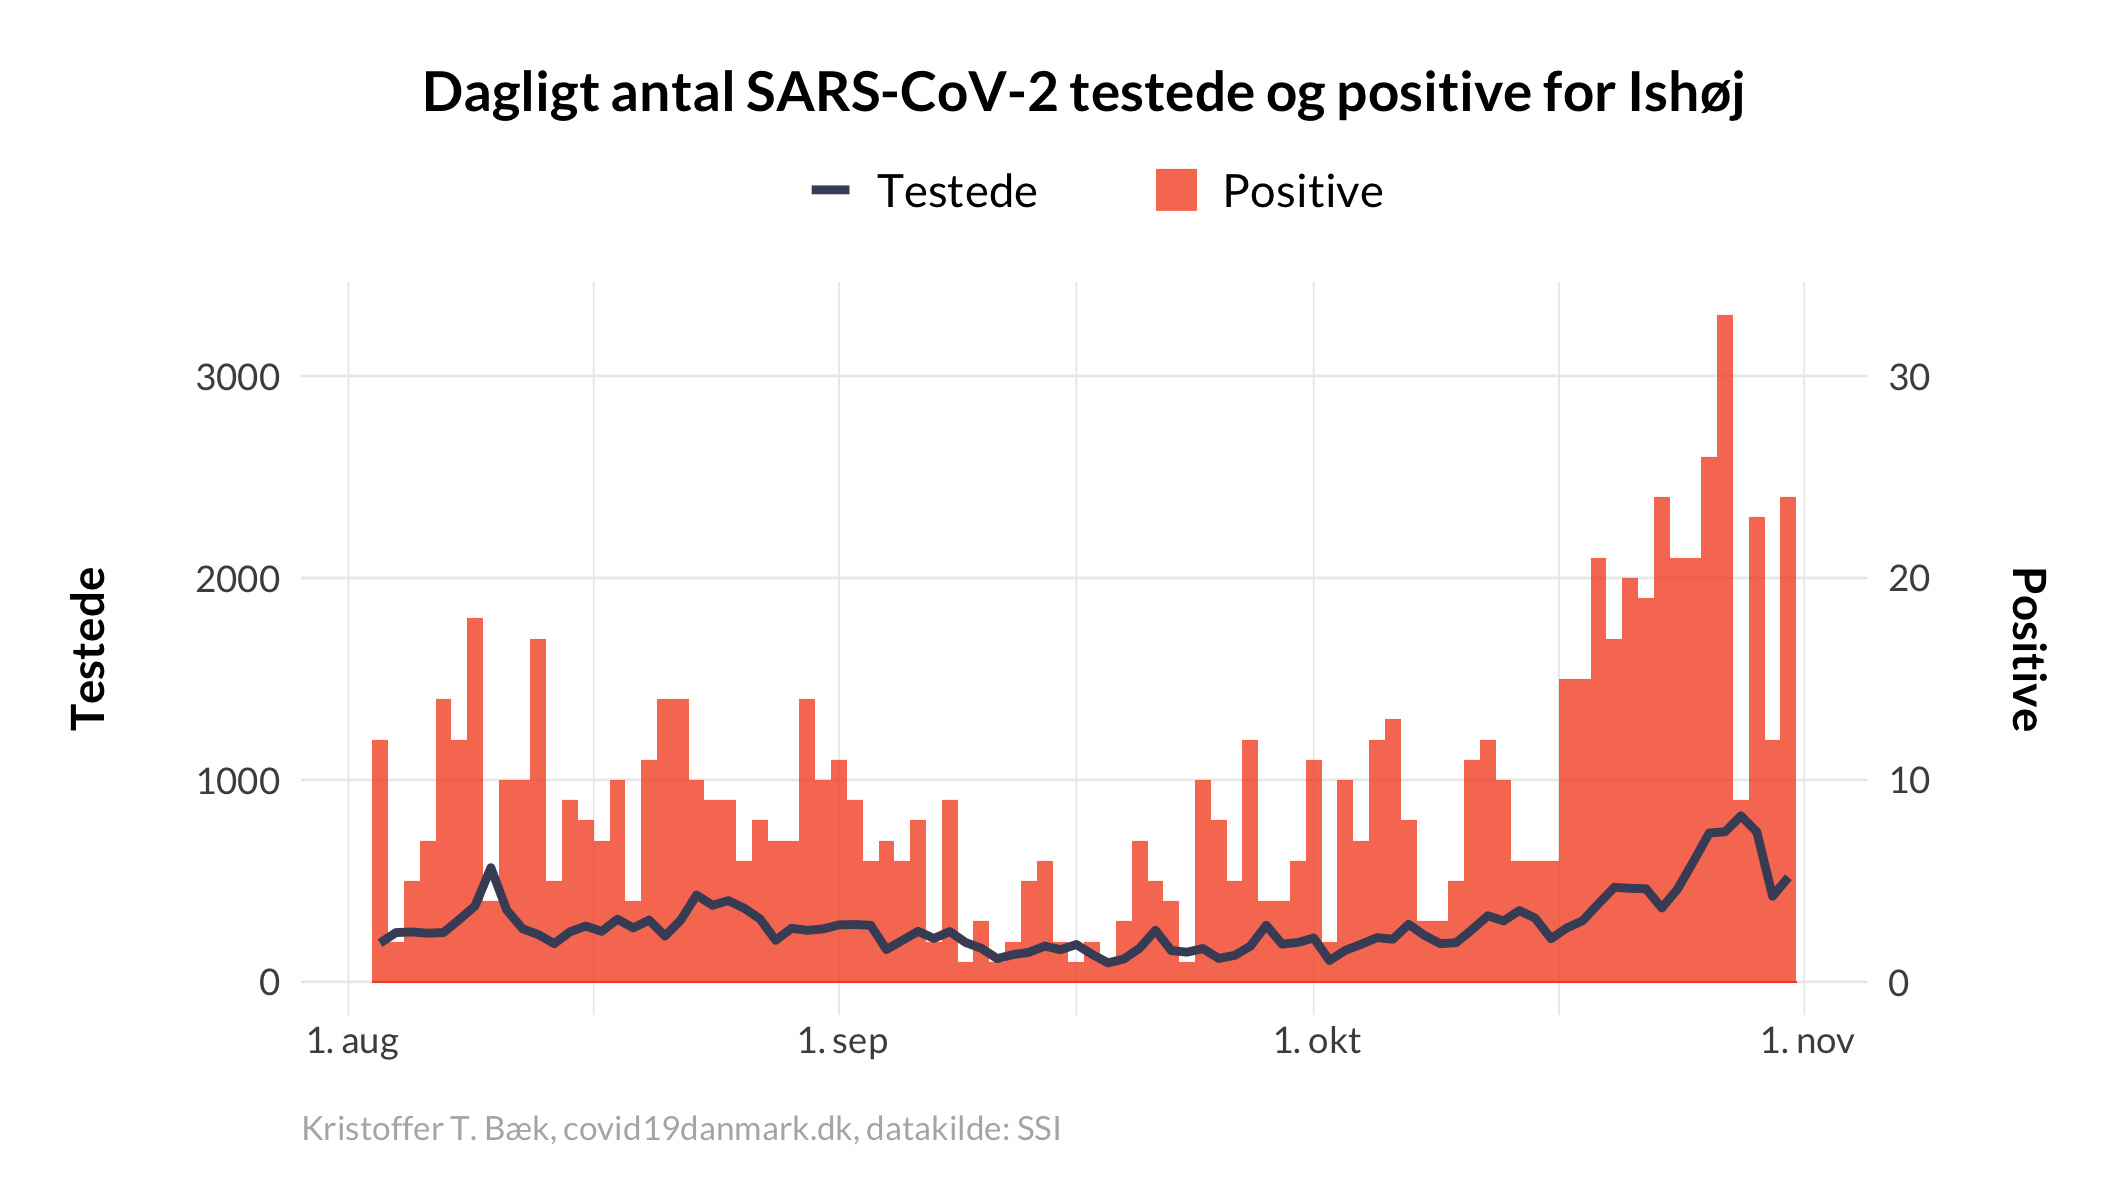 Dagligt antal SARS-CoV-2 testede og positive for Ishøj
Testede
Positive
3000
2000
1000
0
30
20
10
0
Testede
Positive
1. aug
1. sep
1. okt
1. nov
Kristoffer T. Bæk, covid19danmark.dk, datakilde: SSI